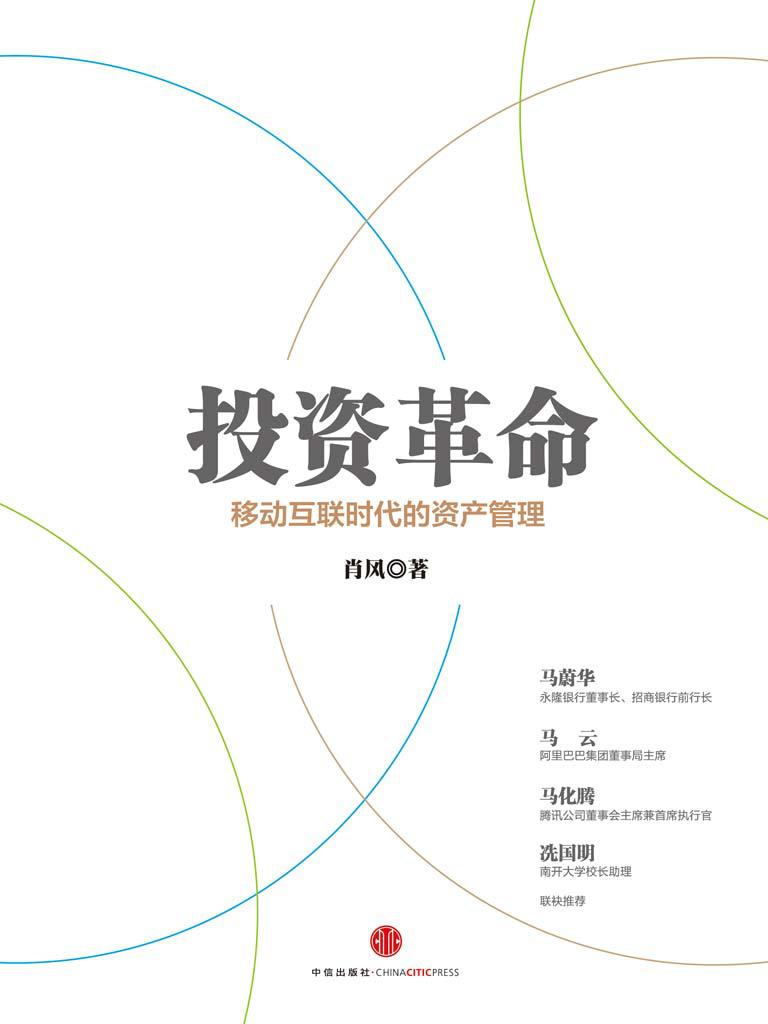 投资革命
移动互联时代的资产管理
肖风◎著
马蔚华
永隆银行董事长、招商银行前行长
马 云
阿里巴巴集团董事局主席
马化腾
腾讯公司董事会主席兼首席执行官
冼国明
南开大学校长助理
联袂推荐
中信出版社·CHINACITICPRESS